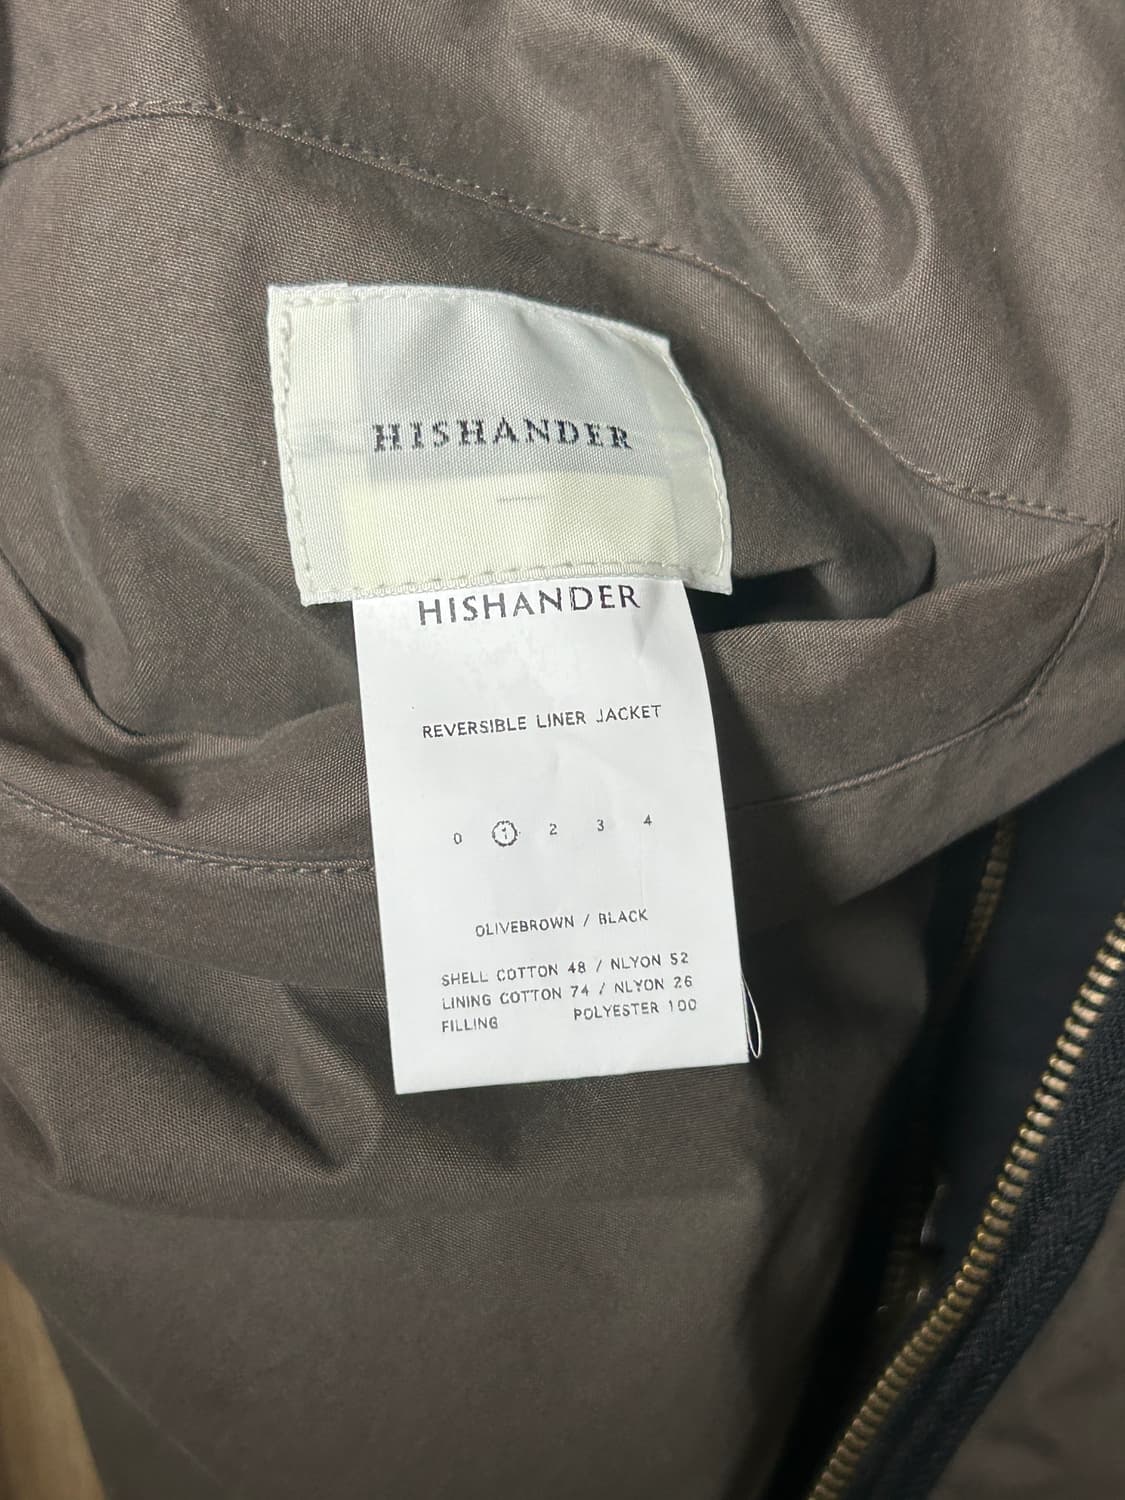 HISHANDER
HISHANDER
REVERSIBLE LINER JACKET
0 1 2 3 4
OLIVEBROWN / BLACK
SHELL COTTON 48 / NLYON 52
LINING COTTON 74 / NLYON 26
FILLING POLYESTER 100